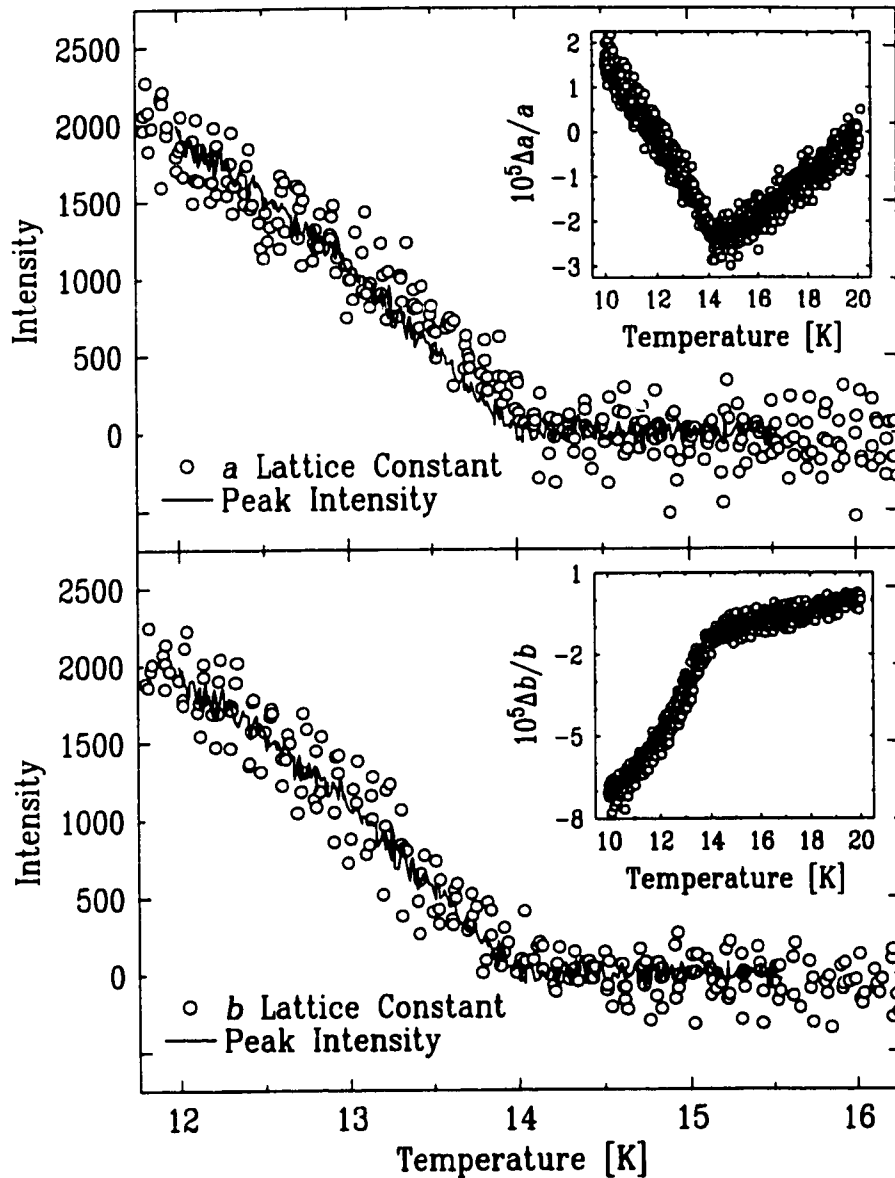 2500
2000
1500
1000
500
0
Intensity
a Lattice Constant
Peak Intensity
2
1
0
-1
-2
-3
10⁵Δa/a
10 12 14 16 18 20
Temperature [K]
2500
2000
1500
1000
500
0
Intensity
b Lattice Constant
Peak Intensity
1
-2
-5
-8
10⁵Δb/b
10 12 14 16 18 20
Temperature [K]
12 13 14 15 16
Temperature [K]